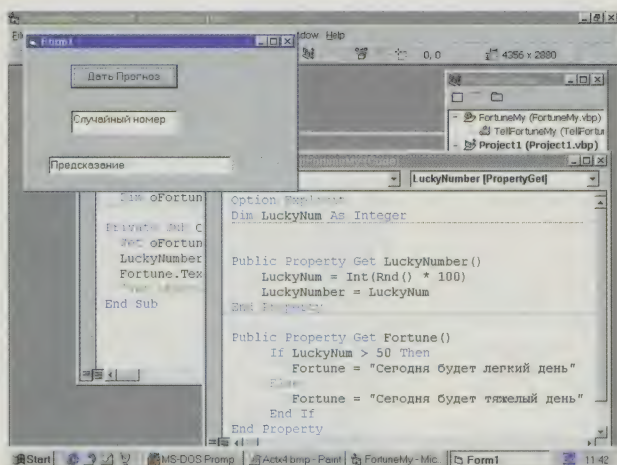 Form1
dow Help
0, 0
4356 x 2880
Дать Прогноз
Случайный номер
Предсказание
FortuneMy (FortuneMy.vbp)
TellFortuneMy (TellFortu
Project1 (Project1.vbp)
(Code)
LuckyNumber [PropertyGet]
Dim oFortun
Private Sub C
Set oFortun
LuckyNumber
Fortune.Tex
End Sub
Option Explicit
Dim LuckyNum As Integer
Public Property Get LuckyNumber()
LuckyNum = Int(Rnd() * 100)
LuckyNumber = LuckyNum
End Property
Public Property Get Fortune()
If LuckyNum > 50 Then
Fortune = "Сегодня будет легкий день"
Else
Fortune = "Сегодня будет тяжелый день"
End If
End Property
Start
MS-DOS Promp
Actx4.bmp - Paint
FortuneMy - Mic
Form1
11:42